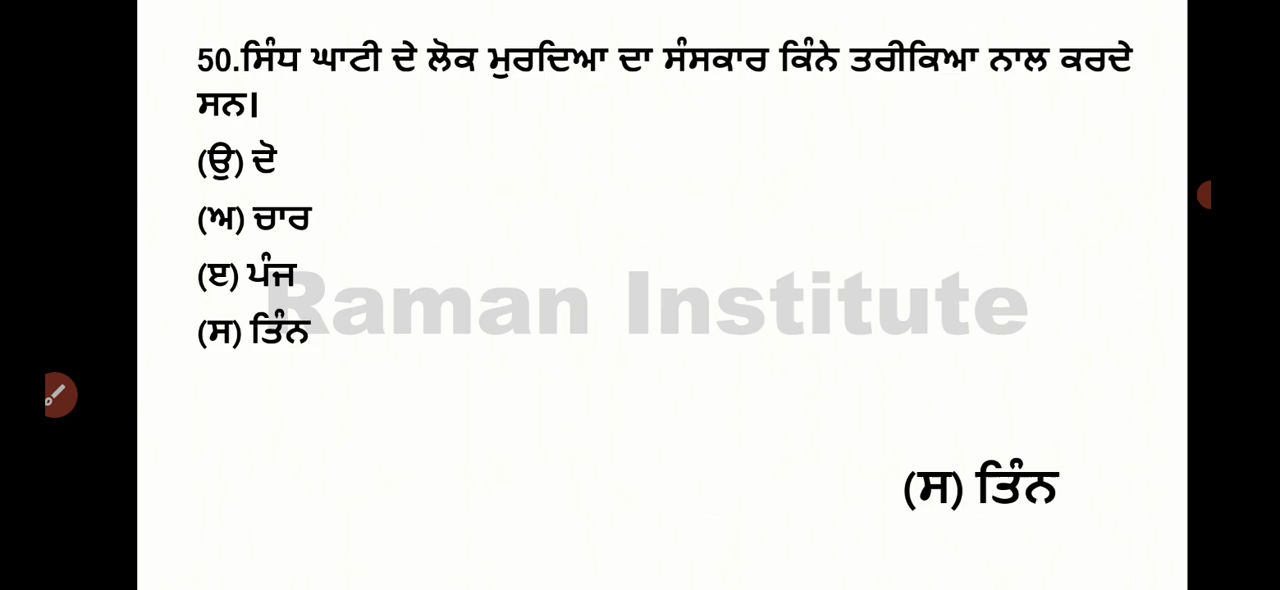 50.ਸਿੰਧ ਘਾਟੀ ਦੇ ਲੋਕ ਮੁਰਦਿਆ ਦਾ ਸੰਸਕਾਰ ਕਿੰਨੇ ਤਰੀਕਿਆ ਨਾਲ ਕਰਦੇ
ਸਨ।
(ੳ) ਦੋ
(ਅ) ਚਾਰ
(ੲ) ਪੰਜ
Raman Institute
(ਸ) ਤਿੰਨ
(ਸ) ਤਿੰਨ